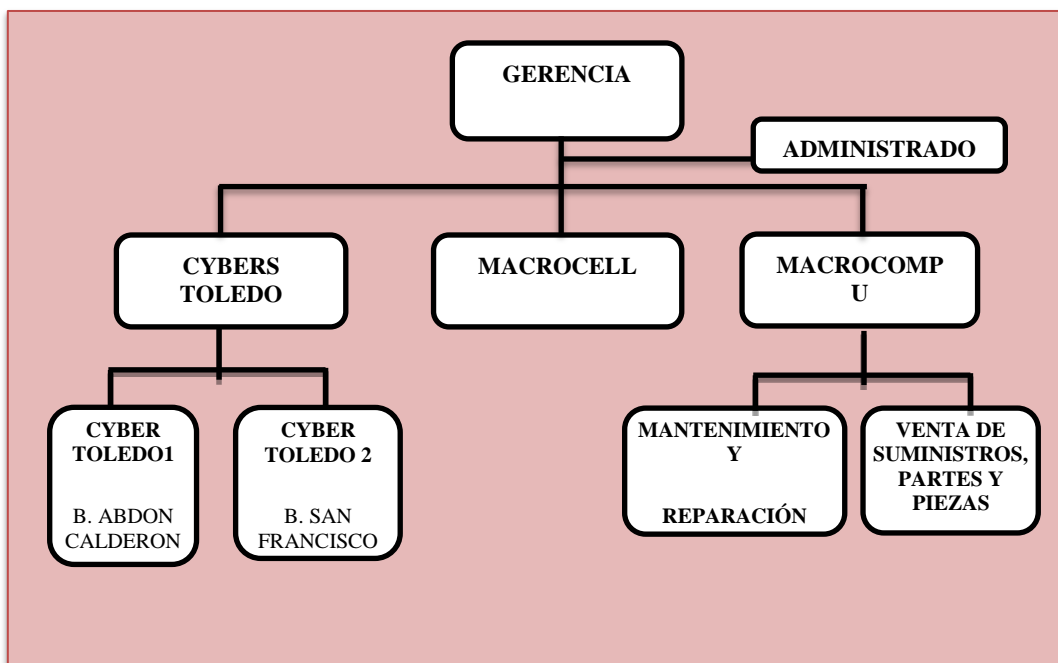 GERENCIA
ADMINISTRADO
CYBERS
TOLEDO
MACROCELL
MACROCOMP
U
CYBER
TOLEDO1
B. ABDON
CALDERON
CYBER
TOLEDO 2
B. SAN
FRANCISCO
MANTENIMIENTO
Y
REPARACIÓN
VENTA DE
SUMINISTROS,
PARTES Y
PIEZAS